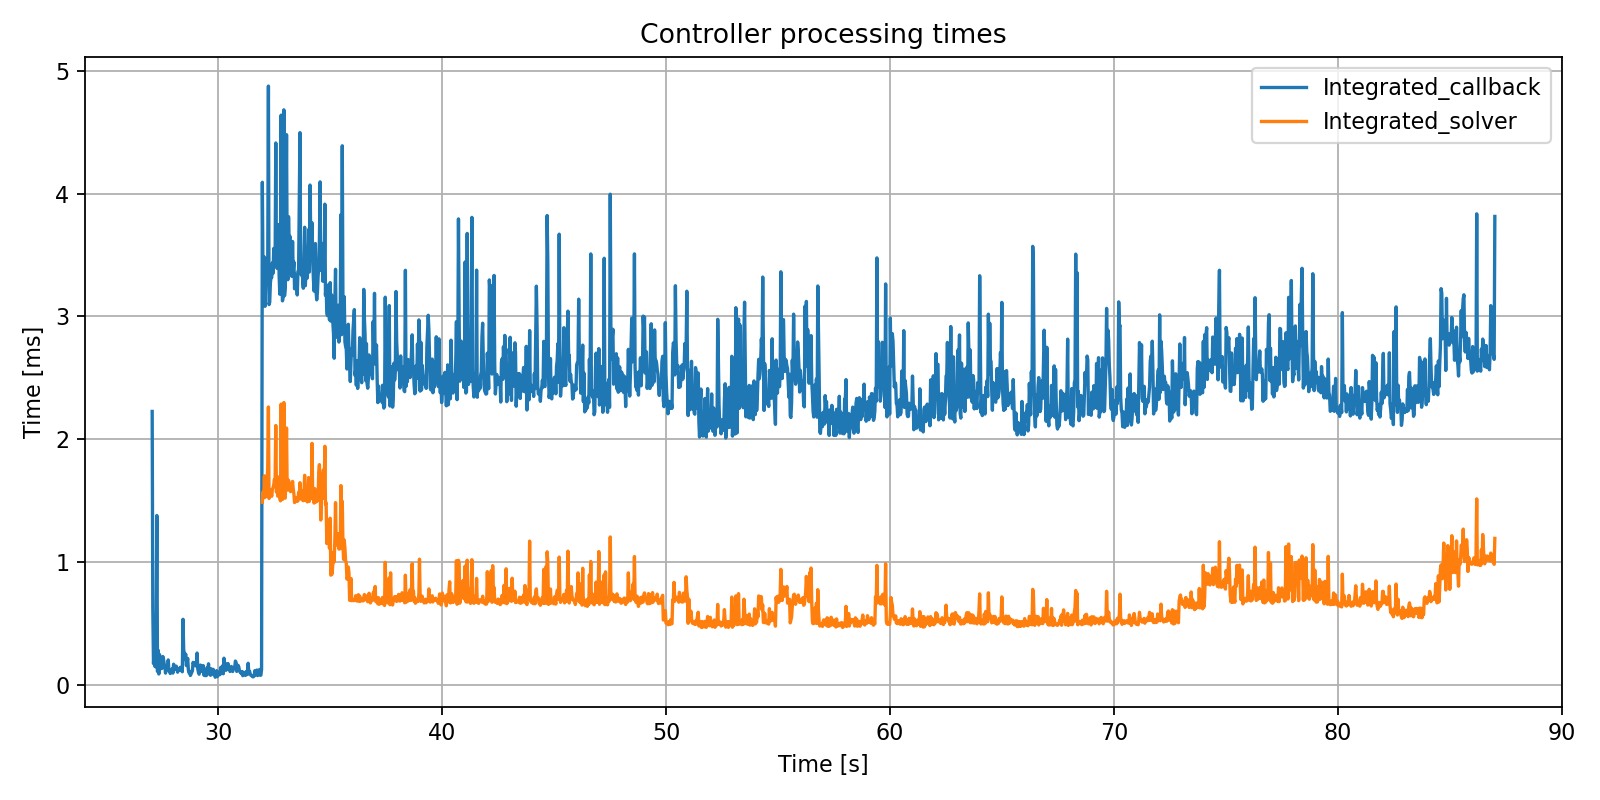 Controller processing times
Integrated_callback
Integrated_solver
Time [ms]
5
4
3
2
1
0
30 40 50 60 70 80 90
Time [s]